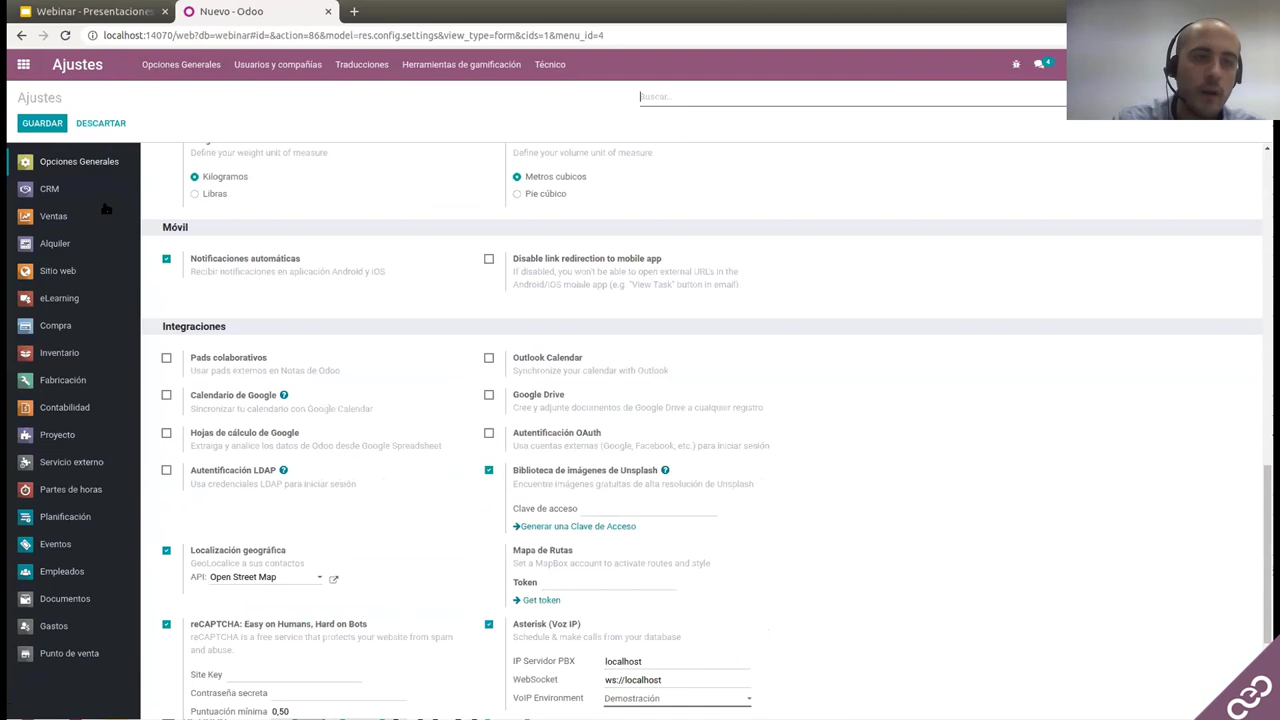 Webinar - Presentaciones
Nuevo - Odoo
localhost:14070/web?db=webinar#id=&action=86&model=res.config.settings&view_type=form&cids=1&menu_id=4
Ajustes
Opciones Generales
Usuarios y compañías
Traducciones
Herramientas de gamificación
Técnico
4
Ajustes
Buscar...
GUARDAR
DESCARTAR
Opciones Generales
CRM
Ventas
Alquiler
Sitio web
eLearning
Compra
Inventario
Fabricación
Contabilidad
Proyecto
Servicio externo
Partes de horas
Planificación
Eventos
Empleados
Documentos
Gastos
Punto de venta
Define your weight unit of measure
Kilogramos
Libras
Define your volume unit of measure
Metros cubicos
Pie cúbico
Móvil
Notificaciones automáticas
Recibir notificaciones en aplicación Android y iOS
Disable link redirection to mobile app
If disabled, you won't be able to open external URL's in the
Android/iOS mobile app (e.g. "View Task" button in email).
Integraciones
Pads colaborativos
Usar pads externos en Notas de Odoo
Outlook Calendar
Synchronize your calendar with Outlook
Calendario de Google
Sincronizar tu calendario con Google Calendar
Google Drive
Cree y adjunte documentos de Google Drive a cualquier registro
Hojas de cálculo de Google
Extraiga y analice los datos de Odoo desde Google Spreadsheet
Autentificación OAuth
Usa cuentas externas (Google, Facebook, etc.) para iniciar sesión
Autentificación LDAP
Usa credenciales LDAP para iniciar sesión
Biblioteca de imágenes de Unsplash
Encuentre imágenes gratuitas de alta resolución de Unsplash
Clave de acceso
Generar una Clave de Acceso
Localización geográfica
GeoLocalice a sus contactos
API: Open Street Map
Mapa de Rutas
Set a MapBox account to activate routes and style
Token
Get token
reCAPTCHA: Easy on Humans, Hard on Bots
reCAPTCHA is a free service that protects your website from spam
and abuse.
Site Key
Contraseña secreta
Puntuación mínima 0,50
Asterisk (Voz IP)
Schedule & make calls from your database
IP Servidor PBX localhost
WebSocket ws://localhost
VoIP Environment Demostración